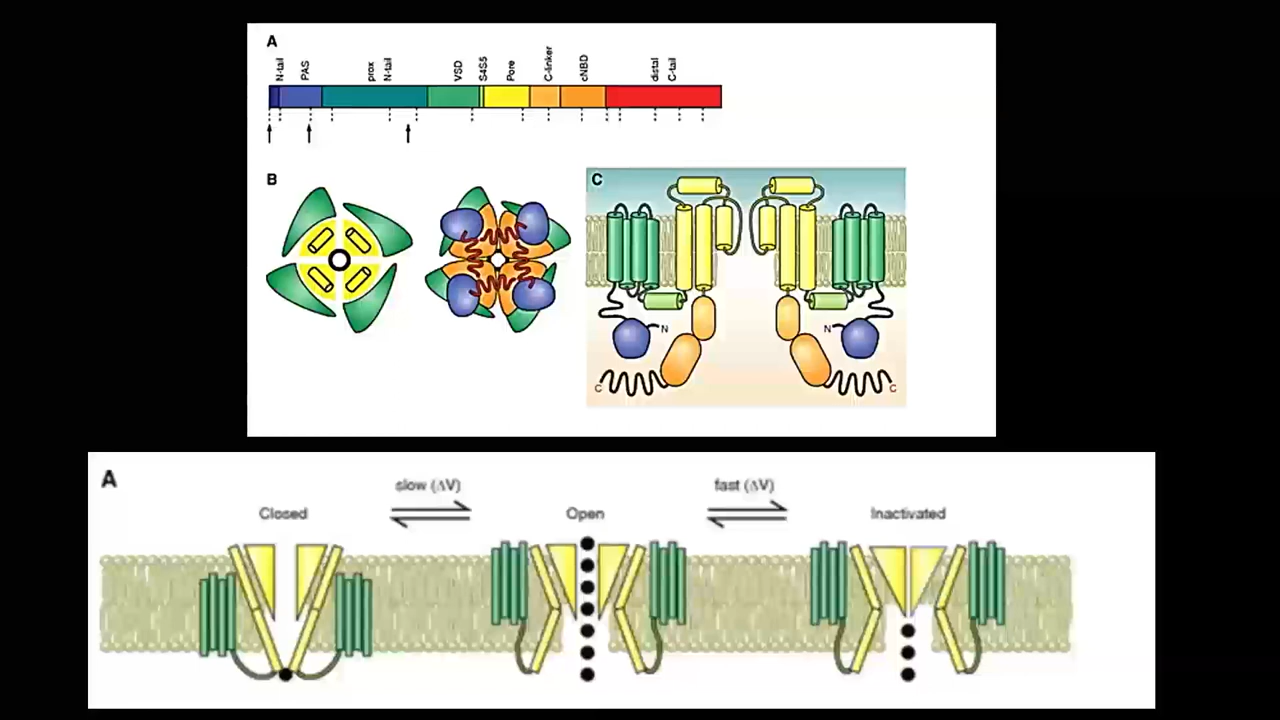 A
N-tail
PAS
prox
N-tail
VSD
S4S5
Pore
C-linker
cNBD
distal
C-tail
B
C
N
N
C
C
A
slow (ΔV)
fast (ΔV)
Closed
Open
Inactivated